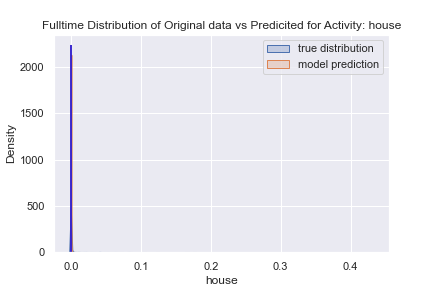 Fulltime Distribution of Original data vs Predicited for Activity: house
true distribution
model prediction
2000
1500
1000
500
0
Density
0.0 0.1 0.2 0.3 0.4
house